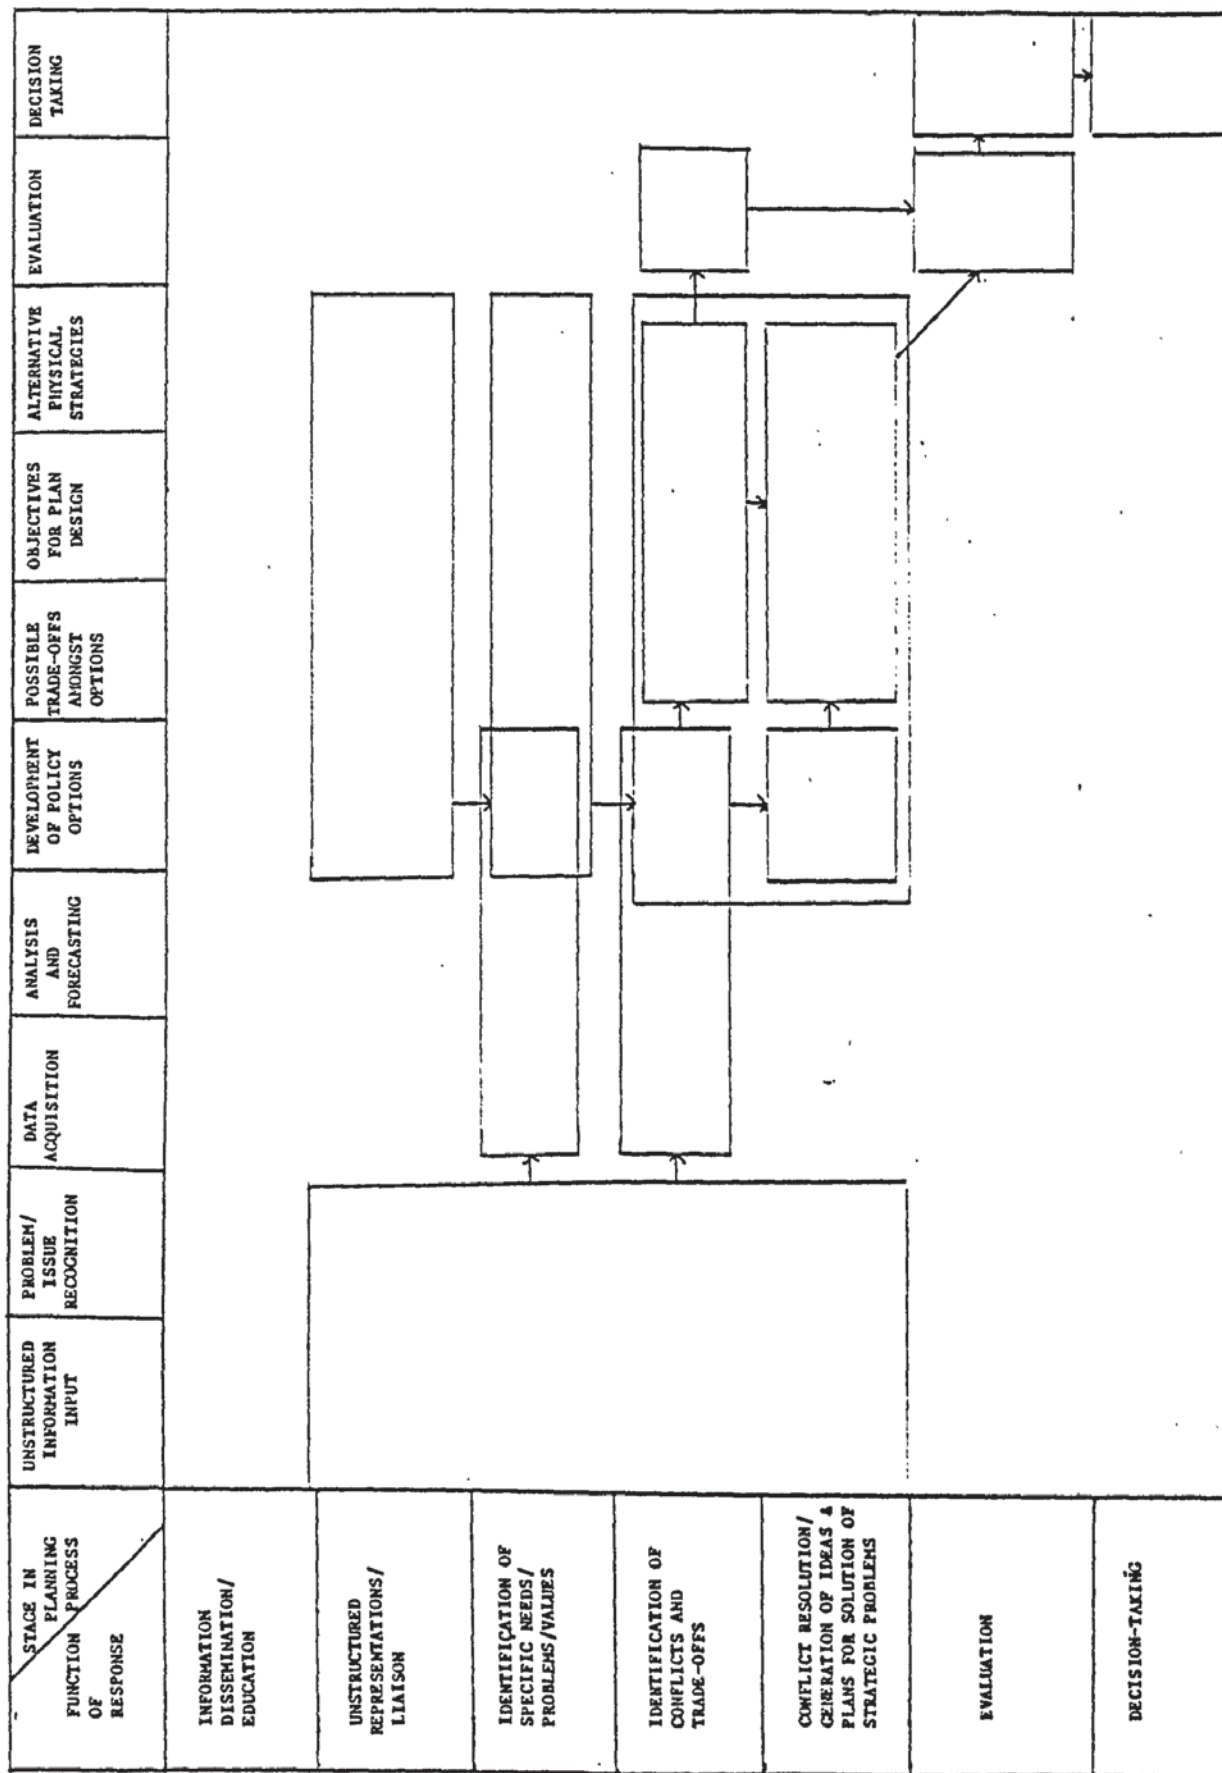 STAGE IN
PLANNING
PROCESS
FUNCTION
OF
RESPONSE
UNSTRUCTURED
INFORMATION
INPUT
PROBLEM/
ISSUE
RECOGNITION
DATA
ACQUISITION
ANALYSIS
AND
FORECASTING
DEVELOPMENT
OF POLICY
OPTIONS
POSSIBLE
TRADE-OFFS
AMONGST
OPTIONS
OBJECTIVES
FOR PLAN
DESIGN
ALTERNATIVE
PHYSICAL
STRATEGIES
EVALUATION
DECISION
TAKING
INFORMATION
DISSEMINATION/
EDUCATION
UNSTRUCTURED
REPRESENTATIONS/
LIAISON
IDENTIFICATION OF
SPECIFIC NEEDS/
PROBLEMS/VALUES
IDENTIFICATION OF
CONFLICTS AND
TRADE-OFFS
CONFLICT RESOLUTION/
GENERATION OF IDEAS &
PLANS FOR SOLUTION OF
STRATEGIC PROBLEMS
EVALUATION
DECISION-TAKING